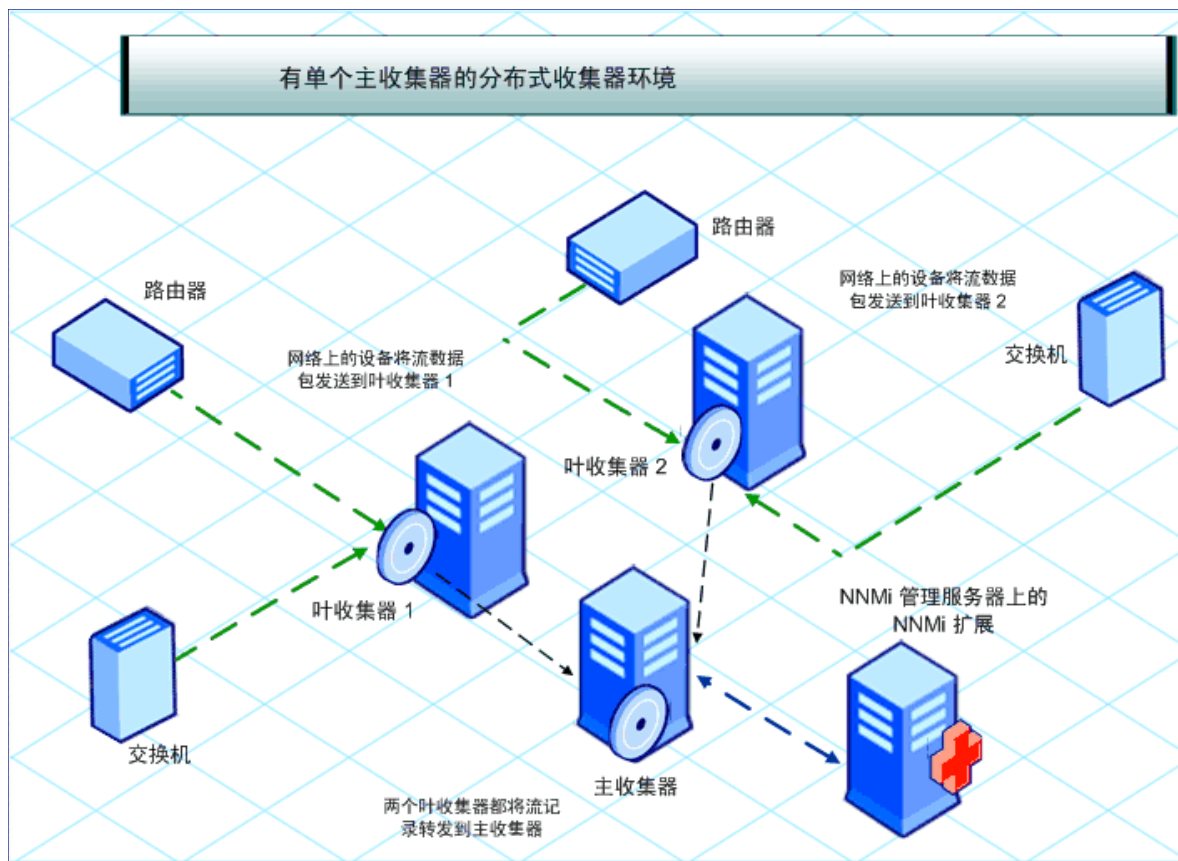 有单个主收集器的分布式收集器环境
路由器
路由器
网络上的设备将流数据
包发送到叶收集器 2
交换机
网络上的设备将流数据
包发送到叶收集器 1
叶收集器 2
叶收集器 1
NNMi 管理服务器上的
NNMi 扩展
交换机
主收集器
两个叶收集器都将流记
录转发到主收集器